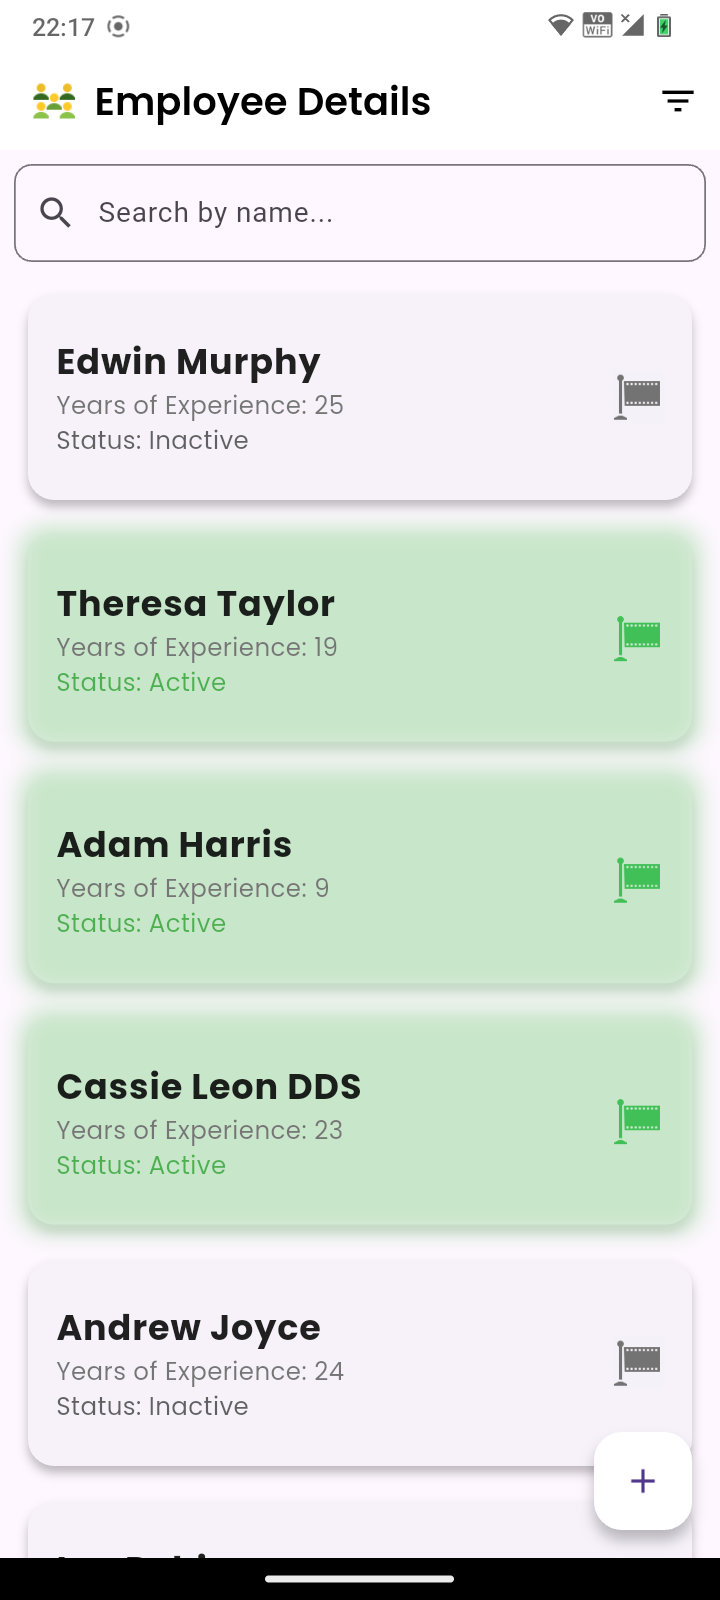 22:17
VO
WiFi
Employee Details
Search by name...
Edwin Murphy
Years of Experience: 25
Status: Inactive
Theresa Taylor
Years of Experience: 19
Status: Active
Adam Harris
Years of Experience: 9
Status: Active
Cassie Leon DDS
Years of Experience: 23
Status: Active
Andrew Joyce
Years of Experience: 24
Status: Inactive